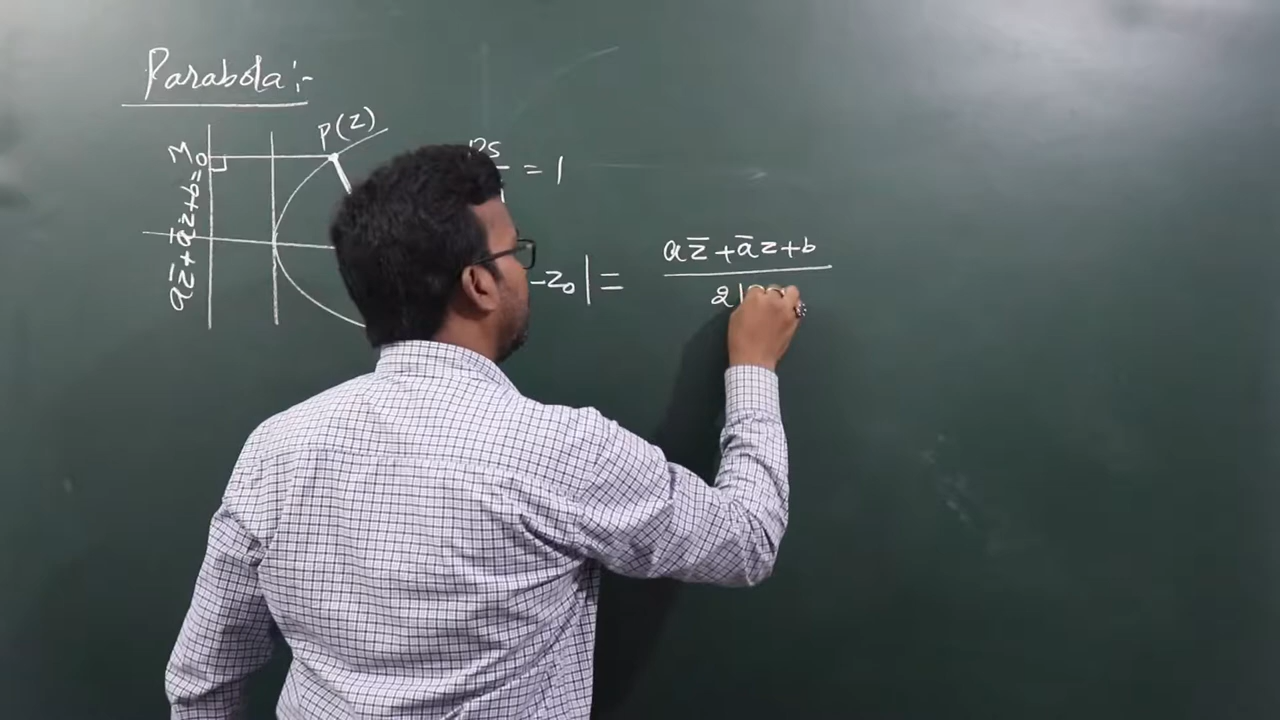 Parabola:-
P(z)
M
az̄+āz+b=0
PS
= 1
-z₀| = az̄+āz+b
2|